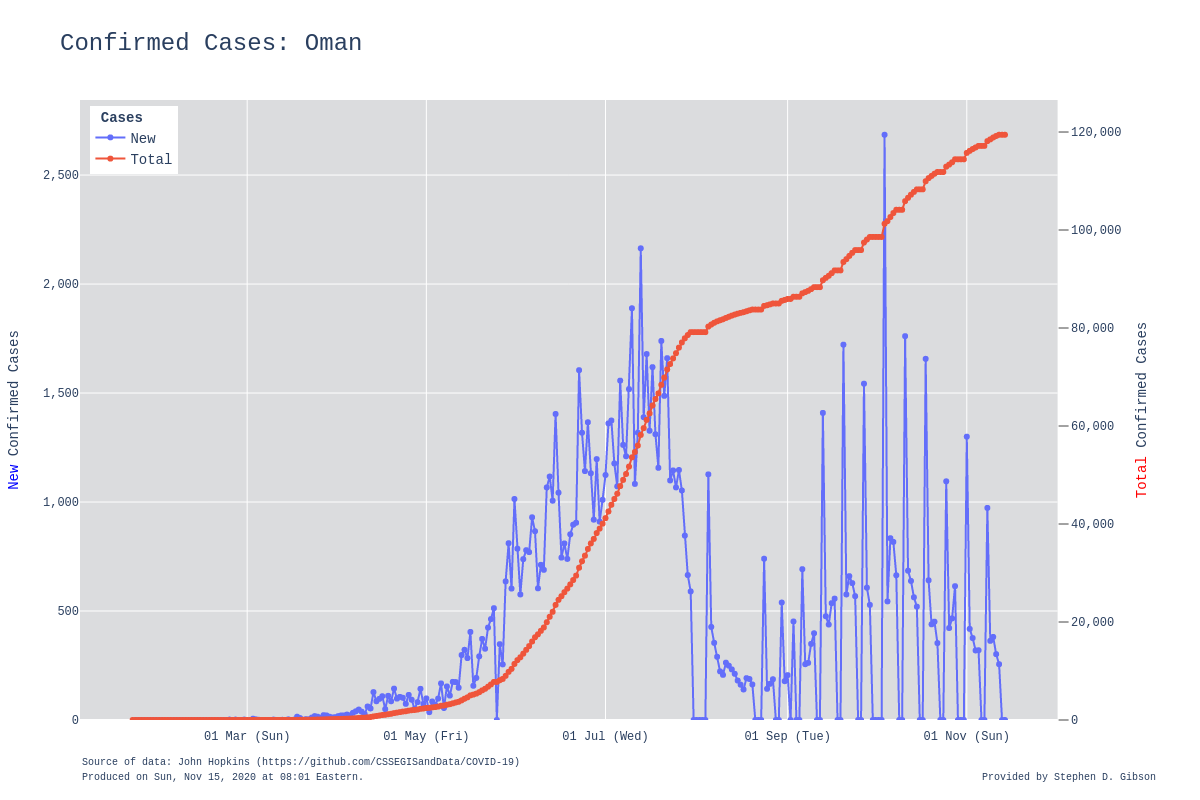 Confirmed Cases: Oman
Cases
New
Total
2,500
2,000
1,500
1,000
500
0
120,000
100,000
80,000
60,000
40,000
20,000
0
New Confirmed Cases
Total Confirmed Cases
01 Mar (Sun)
01 May (Fri)
01 Jul (Wed)
01 Sep (Tue)
01 Nov (Sun)
Source of data: John Hopkins (https://github.com/CSSEGISandData/COVID-19)
Produced on Sun, Nov 15, 2020 at 08:01 Eastern.
Provided by Stephen D. Gibson